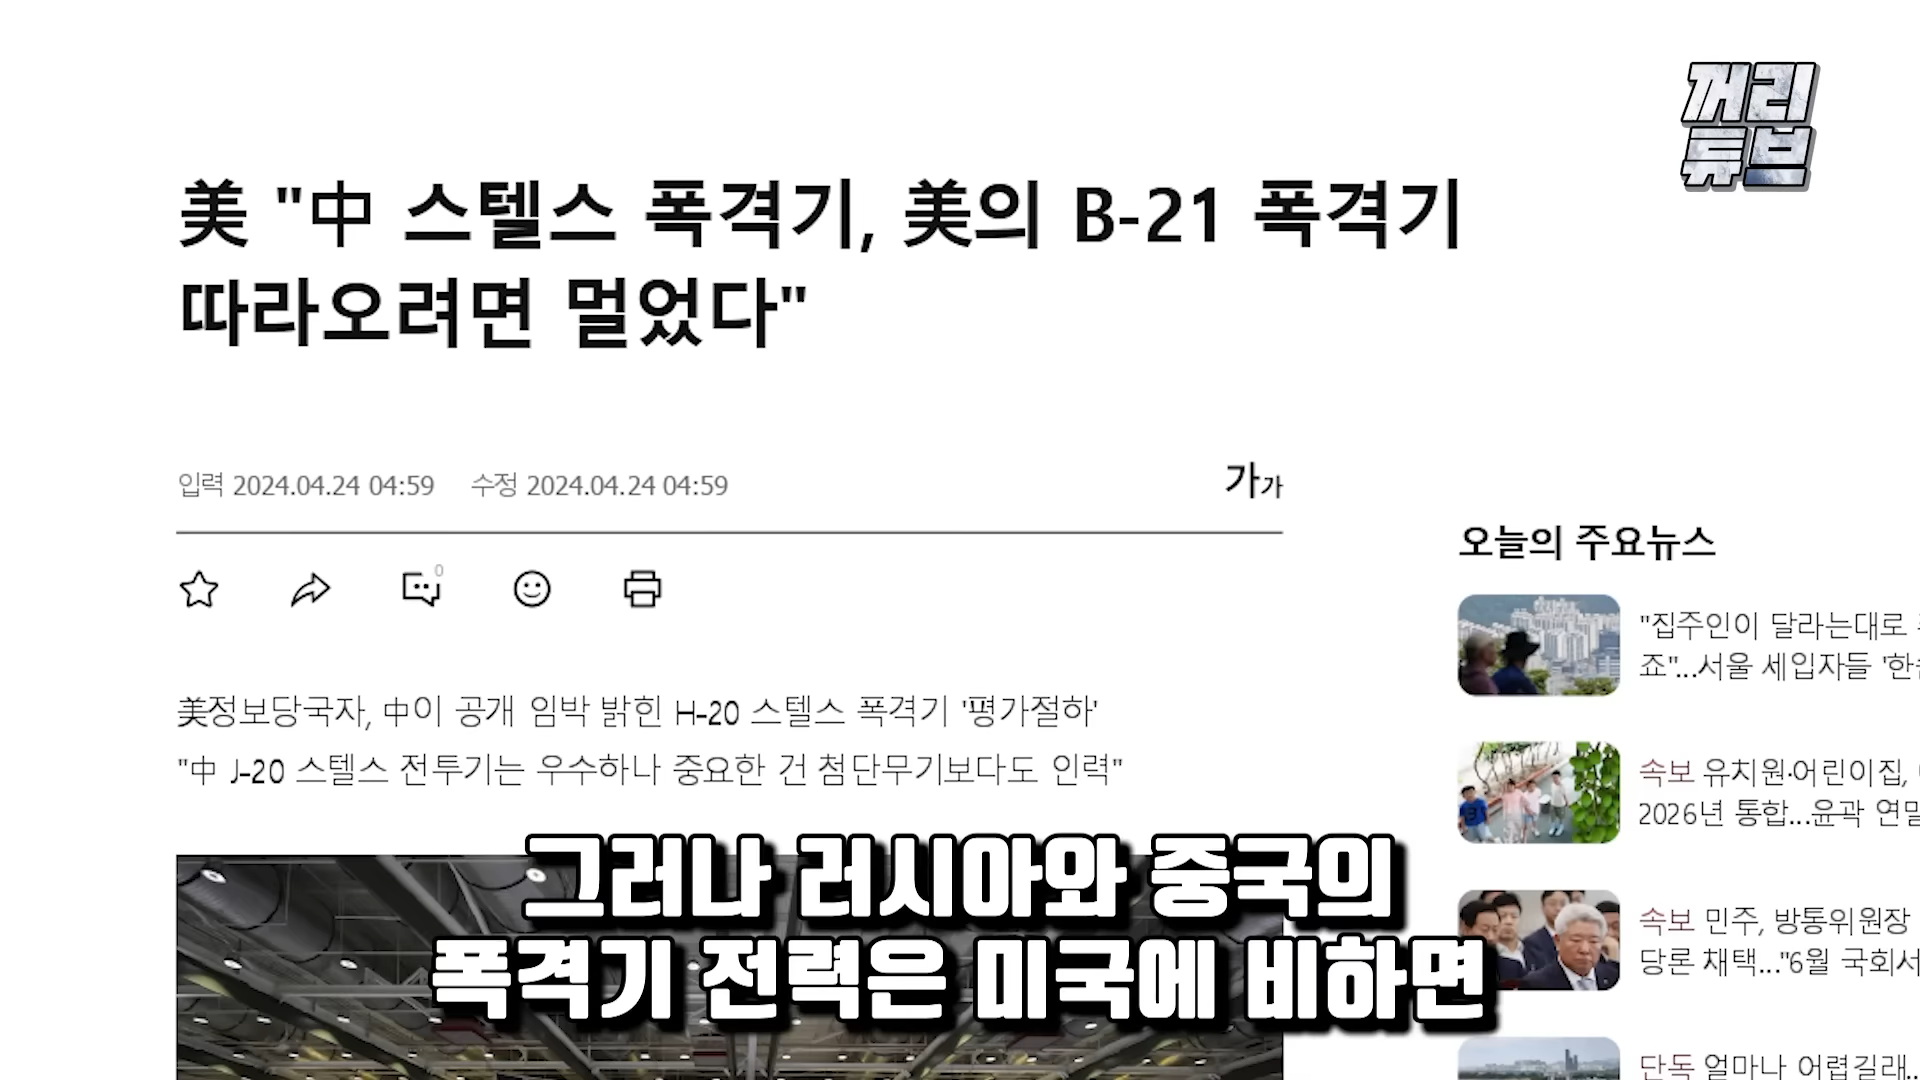 꺼리
튜브
美 "中 스텔스 폭격기, 美의 B-21 폭격기
따라오려면 멀었다"
입력 2024.04.24 04:59 수정 2024.04.24 04:59
가가
0
美정보당국자, 中이 공개 임박 밝힌 H-20 스텔스 폭격기 '평가절하'
"中 J-20 스텔스 전투기는 우수하나 중요한 건 첨단무기보다도 인력"
오늘의 주요뉴스
"집주인이 달라는대로
죠"...서울 세입자들 '한
속보 유치원·어린이집,
2026년 통합...윤곽 연말
속보 민주, 방통위원장
당론 채택..."6월 국회서
단독 얼마나 어렵길래..
그러나 러시아와 중국의
폭격기 전력은 미국에 비하면